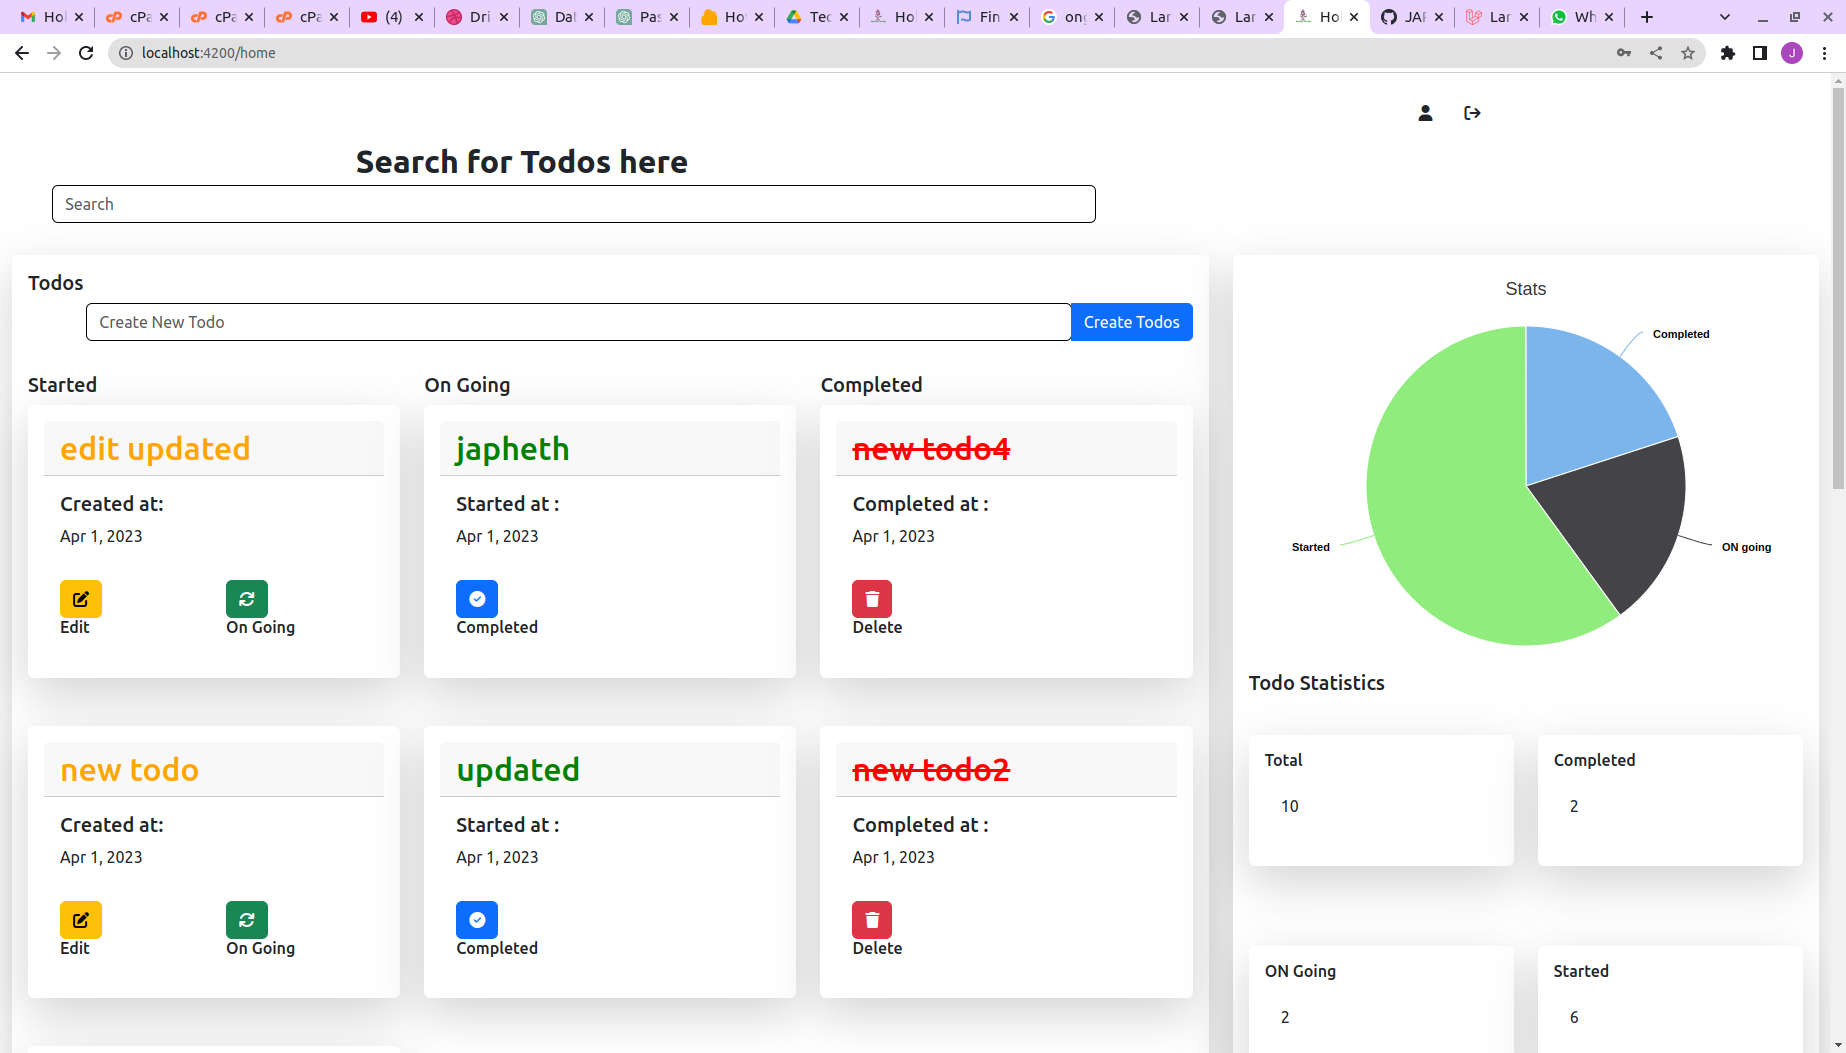 Hol
cPa
cPa
cPa
(4)
Dri
Dat
Pas
Ho
Tec
Hol
Fin
ong
Lar
Lar
Hol
JAP
Lar
Wh
localhost:4200/home
J
Search for Todos here
Search
Todos
Create New Todo
Create Todos
Started
On Going
Completed
edit updated
japheth
new todo4
Created at:
Started at :
Completed at :
Apr 1, 2023
Apr 1, 2023
Apr 1, 2023
Edit
On Going
Completed
Delete
new todo
updated
new todo2
Created at:
Started at :
Completed at :
Apr 1, 2023
Apr 1, 2023
Apr 1, 2023
Edit
On Going
Completed
Delete
Stats
Completed
Started
ON going
Todo Statistics
Total
Completed
10
2
ON Going
Started
2
6